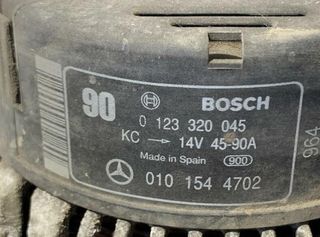 90
BOSCH
0 123 320 045
KC → 14V 45-90A
Made in Spain 900
010 154 4702
964